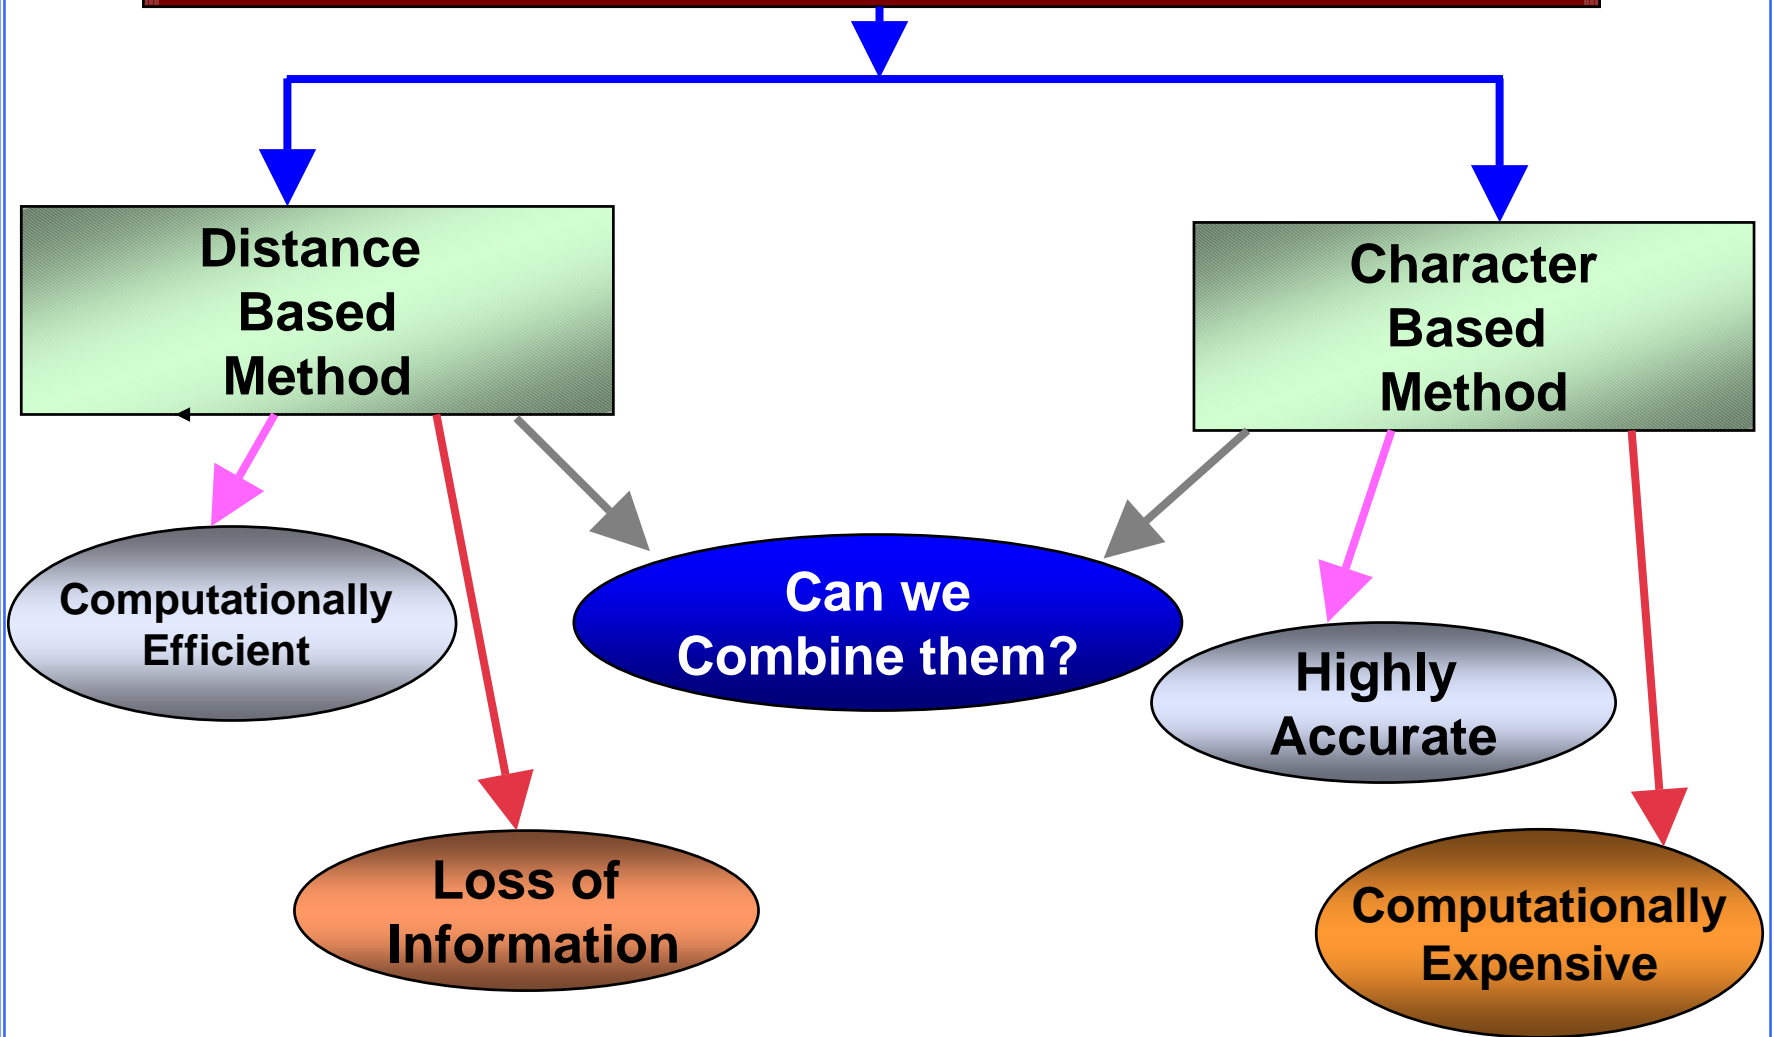 Distance
Based
Method
Character
Based
Method
Computationally
Efficient
Can we
Combine them?
Highly
Accurate
Loss of
Information
Computationally
Expensive